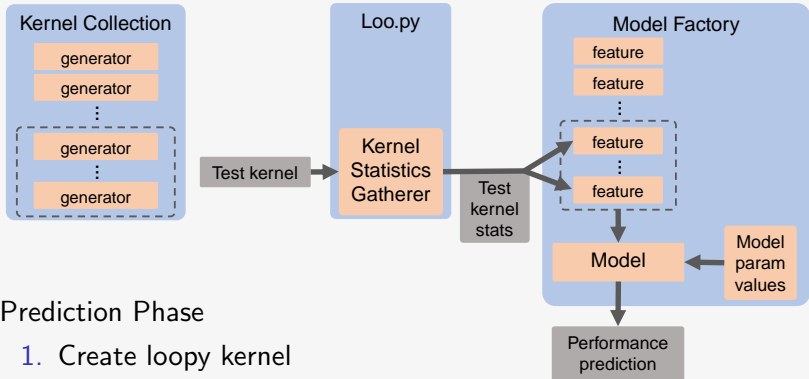 Kernel Collection
generator
generator
generator
generator
Test kernel
Loo.py
Kernel
Statistics
Gatherer
Test
kernel
stats
Model Factory
feature
feature
feature
feature
Model
Model
param
values
Performance
prediction
Prediction Phase
1. Create loopy kernel